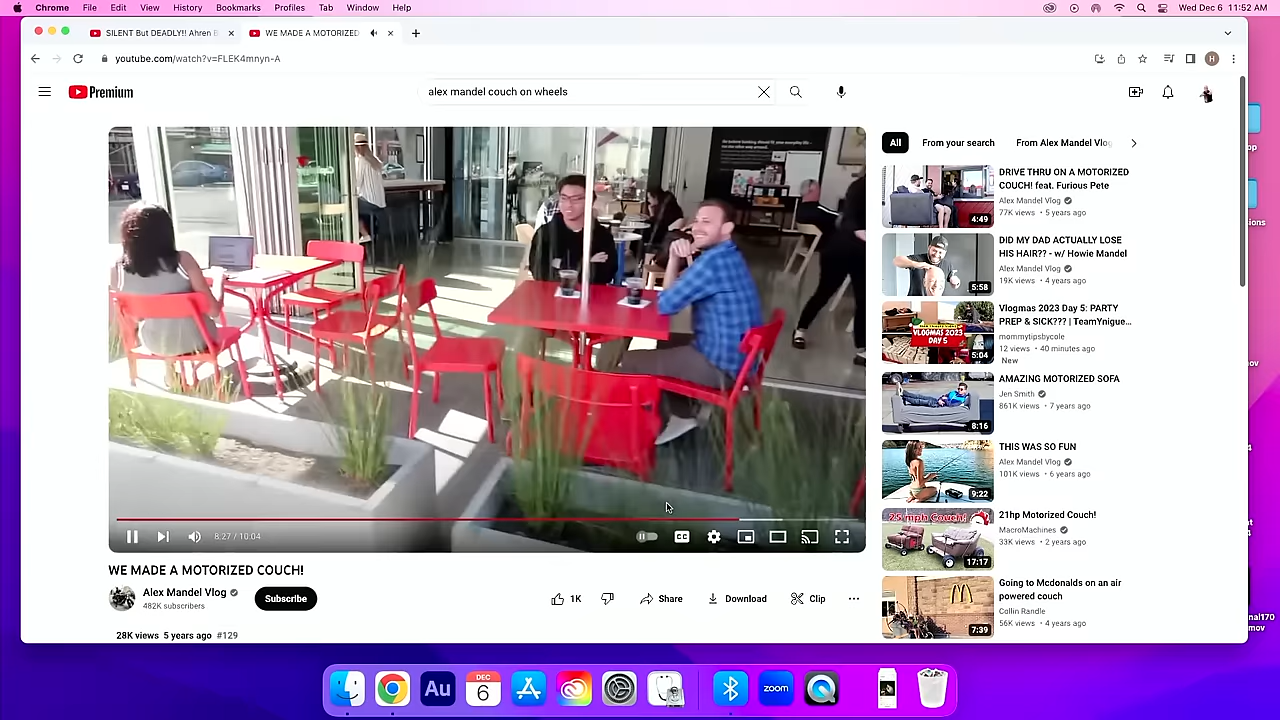 Chrome File Edit View History Bookmarks Profiles Tab Window Help
Wed Dec 6 11:52 AM
SILENT But DEADLY!! Ahren B
WE MADE A MOTORIZED
youtube.com/watch?v=FLEK4mnyn-A
H
Premium
alex mandel couch on wheels
All
From your search
From Alex Mandel Vlog
DRIVE THRU ON A MOTORIZED
COUCH! feat. Furious Pete
Alex Mandel Vlog
77K views • 5 years ago
4:49
DID MY DAD ACTUALLY LOSE
HIS HAIR?? - w/ Howie Mandel
Alex Mandel Vlog
19K views • 4 years ago
5:58
Vlogmas 2023 Day 5: PARTY
PREP & SICK??? | TeamYnigue...
mommytipsbycole
12 views • 40 minutes ago
New
VLOGMAS 2023
DAY 5
5:04
AMAZING MOTORIZED SOFA
Jen Smith
861K views • 7 years ago
8:16
THIS WAS SO FUN
Alex Mandel Vlog
101K views • 6 years ago
9:22
21hp Motorized Couch!
MacroMachines
33K views • 2 years ago
25 mph Couch!
17:17
Going to Mcdonalds on an air
powered couch
Collin Randle
56K views • 4 years ago
7:39
8:27 / 10:04
CC
WE MADE A MOTORIZED COUCH!
Alex Mandel Vlog
482K subscribers
Subscribe
1K
Share
Download
Clip
28K views 5 years ago #129
Au
DEC
6
zoom